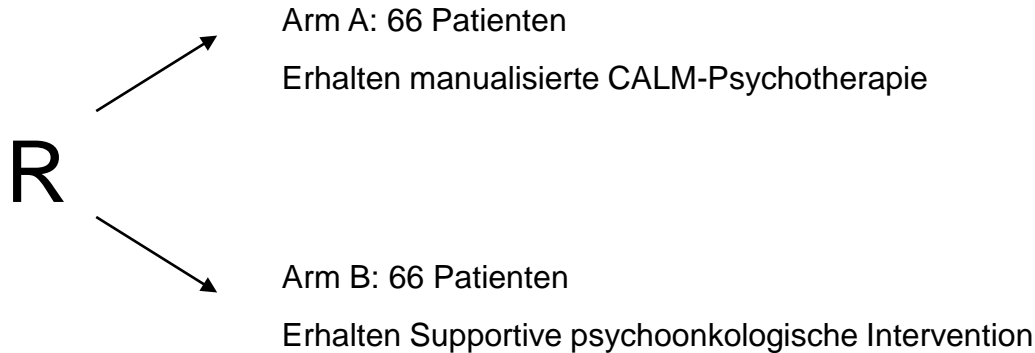 Arm A: 66 Patienten
Erhalten manualisierte CALM-Psychotherapie
R
Arm B: 66 Patienten
Erhalten Supportive psychoonkologische Intervention